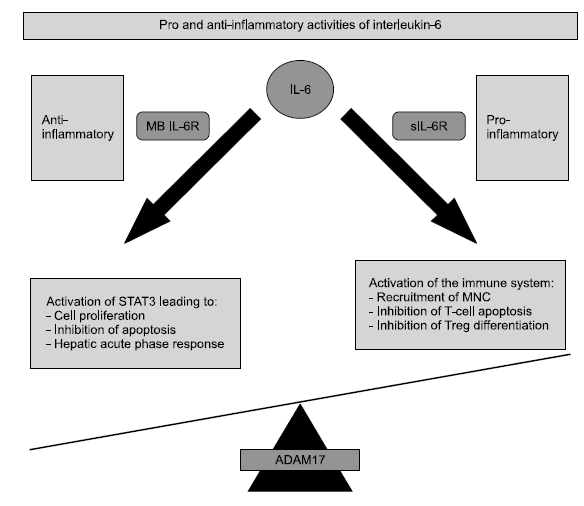 Pro and anti-inflammatory activities of interleukin-6
IL-6
Anti-
inflammatory
MB IL-6R
sIL-6R
Pro-
inflammatory
Activation of STAT3 leading to:
- Cell proliferation
- Inhibition of apoptosis
- Hepatic acute phase response
Activation of the immune system:
- Recruitment of MNC
- Inhibition of T-cell apoptosis
- Inhibition of Treg differentiation
ADAM17